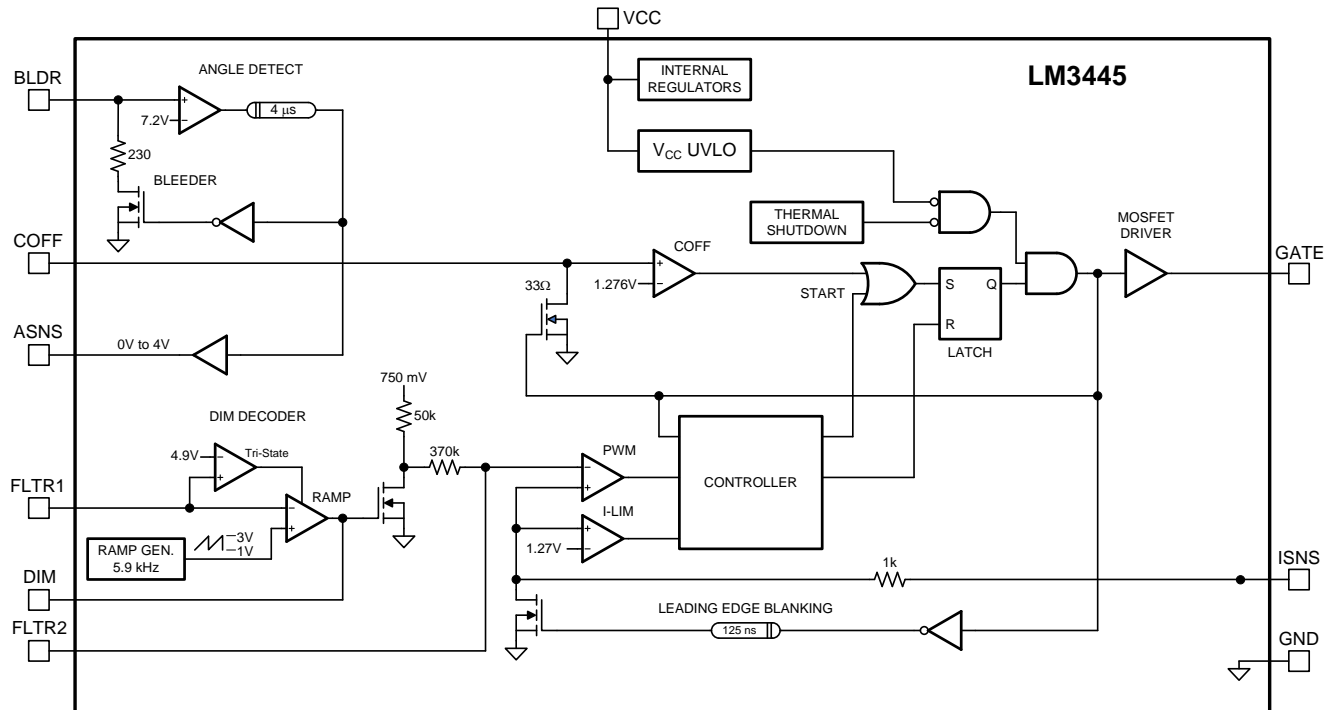 VCC
LM3445
BLDR
ANGLE DETECT
+
7.2V
−
4 µs
INTERNAL
REGULATORS
230
BLEEDER
VCC UVLO
THERMAL
SHUTDOWN
MOSFET
DRIVER
COFF
COFF
+
1.276V
−
33Ω
START
S
Q
R
LATCH
GATE
ASNS
0V to 4V
750 mV
50k
DIM DECODER
370k
4.9V
−
+
Tri-State
PWM
−
+
CONTROLLER
FLTR1
RAMP
−
+
I-LIM
+
1.27V
−
RAMP GEN.
5.9 kHz
3V
1V
DIM
1k
ISNS
LEADING EDGE BLANKING
125 ns
FLTR2
GND